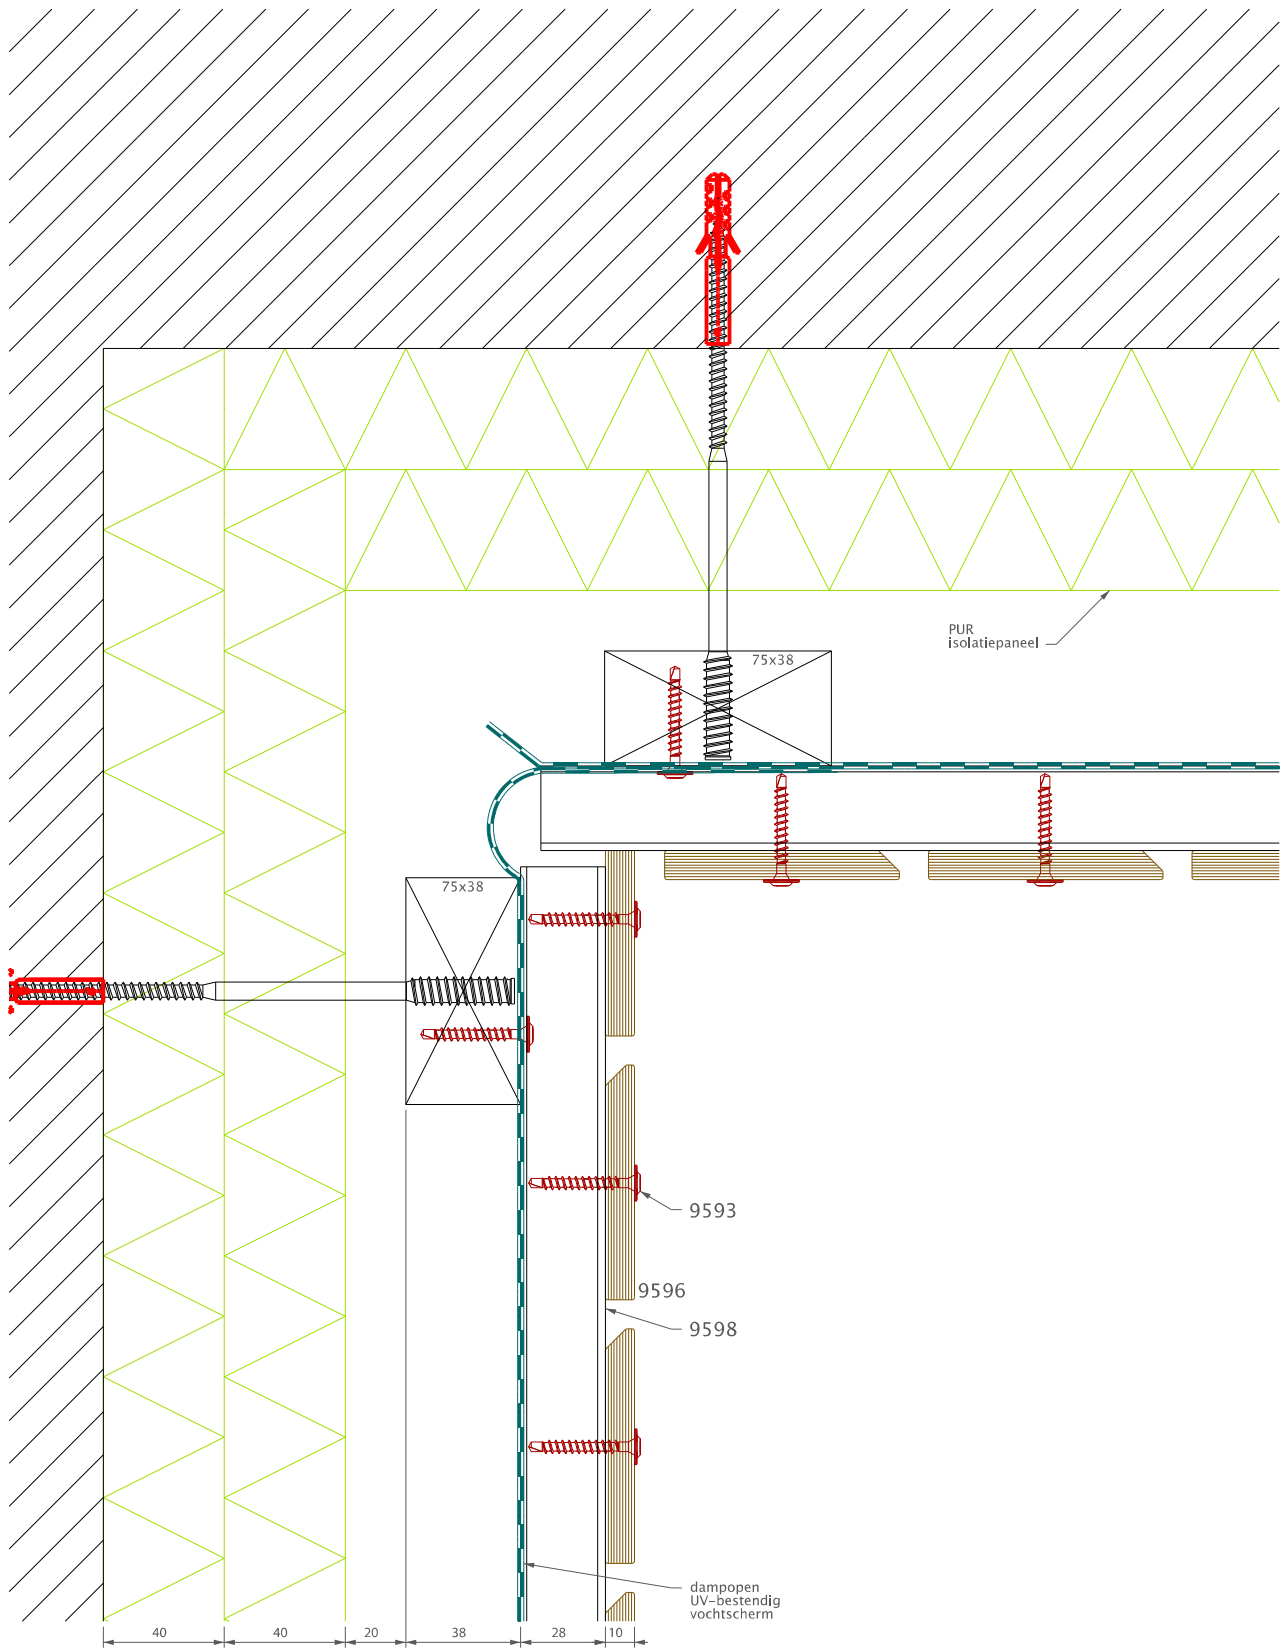 PUR
isolatiepaneel
75x38
75x38
9593
9596
9598
dampopen
UV-bestendig
vochtscherm
40 40 20 38 28 10